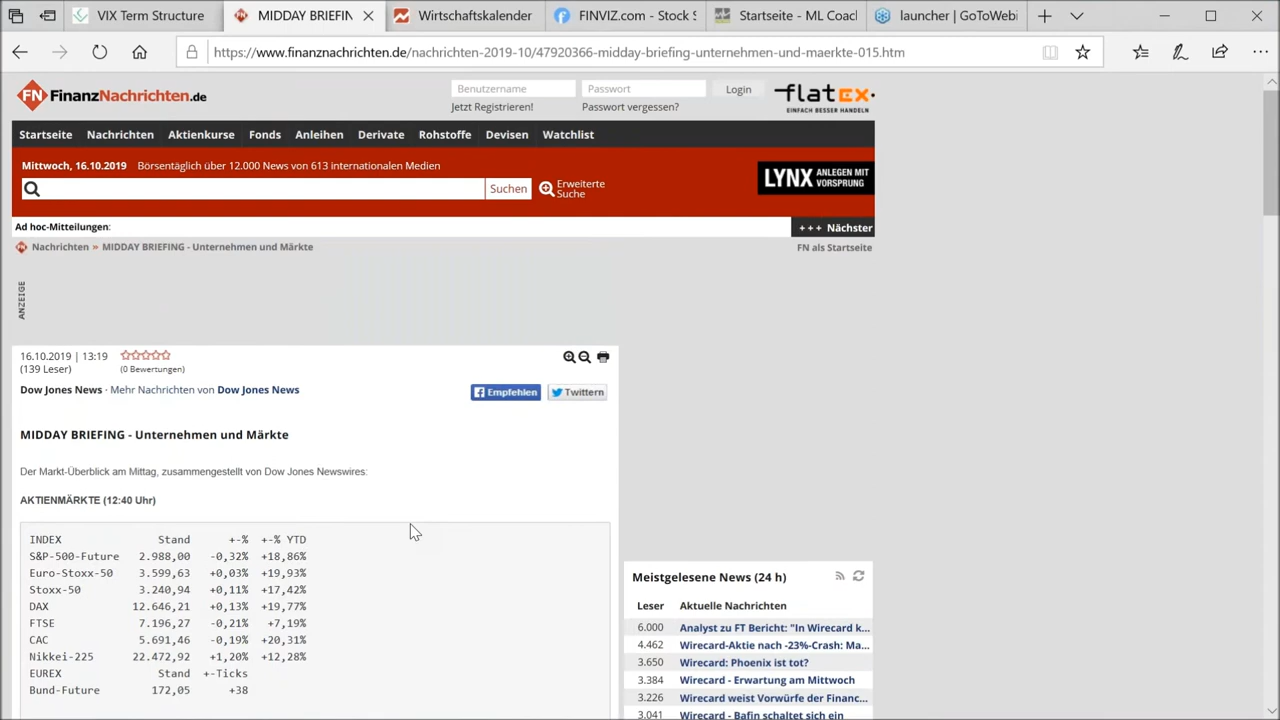 VIX Term Structure
MIDDAY BRIEFIN
Wirtschaftskalender
FINVIZ.com - Stock S
Startseite - ML Coacl
launcher | GoToWebi
https://www.finanznachrichten.de/nachrichten-2019-10/47920366-midday-briefing-unternehmen-und-maerkte-015.htm
FN FinanzNachrichten.de
Benutzername
Passwort
Login
Jetzt Registrieren!
Passwort vergessen?
flatex
EINFACH BESSER HANDELN
Startseite Nachrichten Aktienkurse Fonds Anleihen Derivate Rohstoffe Devisen Watchlist
Mittwoch, 16.10.2019 Börsentäglich über 12.000 News von 613 internationalen Medien
Suchen
Erweiterte
Suche
LYNX ANLEGEN MIT
VORSPRUNG
Ad hoc-Mitteilungen:
+++ Nächster
Nachrichten » MIDDAY BRIEFING - Unternehmen und Märkte
FN als Startseite
ANZEIGE
16.10.2019 | 13:19
(139 Leser)
(0 Bewertungen)
Dow Jones News · Mehr Nachrichten von Dow Jones News
Empfehlen
Twittern
MIDDAY BRIEFING - Unternehmen und Märkte
Der Markt-Überblick am Mittag, zusammengestellt von Dow Jones Newswires:
AKTIENMÄRKTE (12:40 Uhr)
INDEX Stand +-% +-% YTD
S&P-500-Future 2.988,00 -0,32% +18,86%
Euro-Stoxx-50 3.599,63 +0,03% +19,93%
Stoxx-50 3.240,94 +0,11% +17,42%
DAX 12.646,21 +0,13% +19,77%
FTSE 7.196,27 -0,21% +7,19%
CAC 5.691,46 -0,19% +20,31%
Nikkei-225 22.472,92 +1,20% +12,28%
EUREX Stand +-Ticks
Bund-Future 172,05 +38
Meistgelesene News (24 h)
Leser Aktuelle Nachrichten
6.000 Analyst zu FT Bericht: "In Wirecard k...
4.462 Wirecard-Aktie nach -23%-Crash: Ma...
3.650 Wirecard: Phoenix ist tot?
3.384 Wirecard - Erwartung am Mittwoch
3.226 Wirecard weist Vorwürfe der Financ...
3.041 Wirecard - Bafin schaltet sich ein